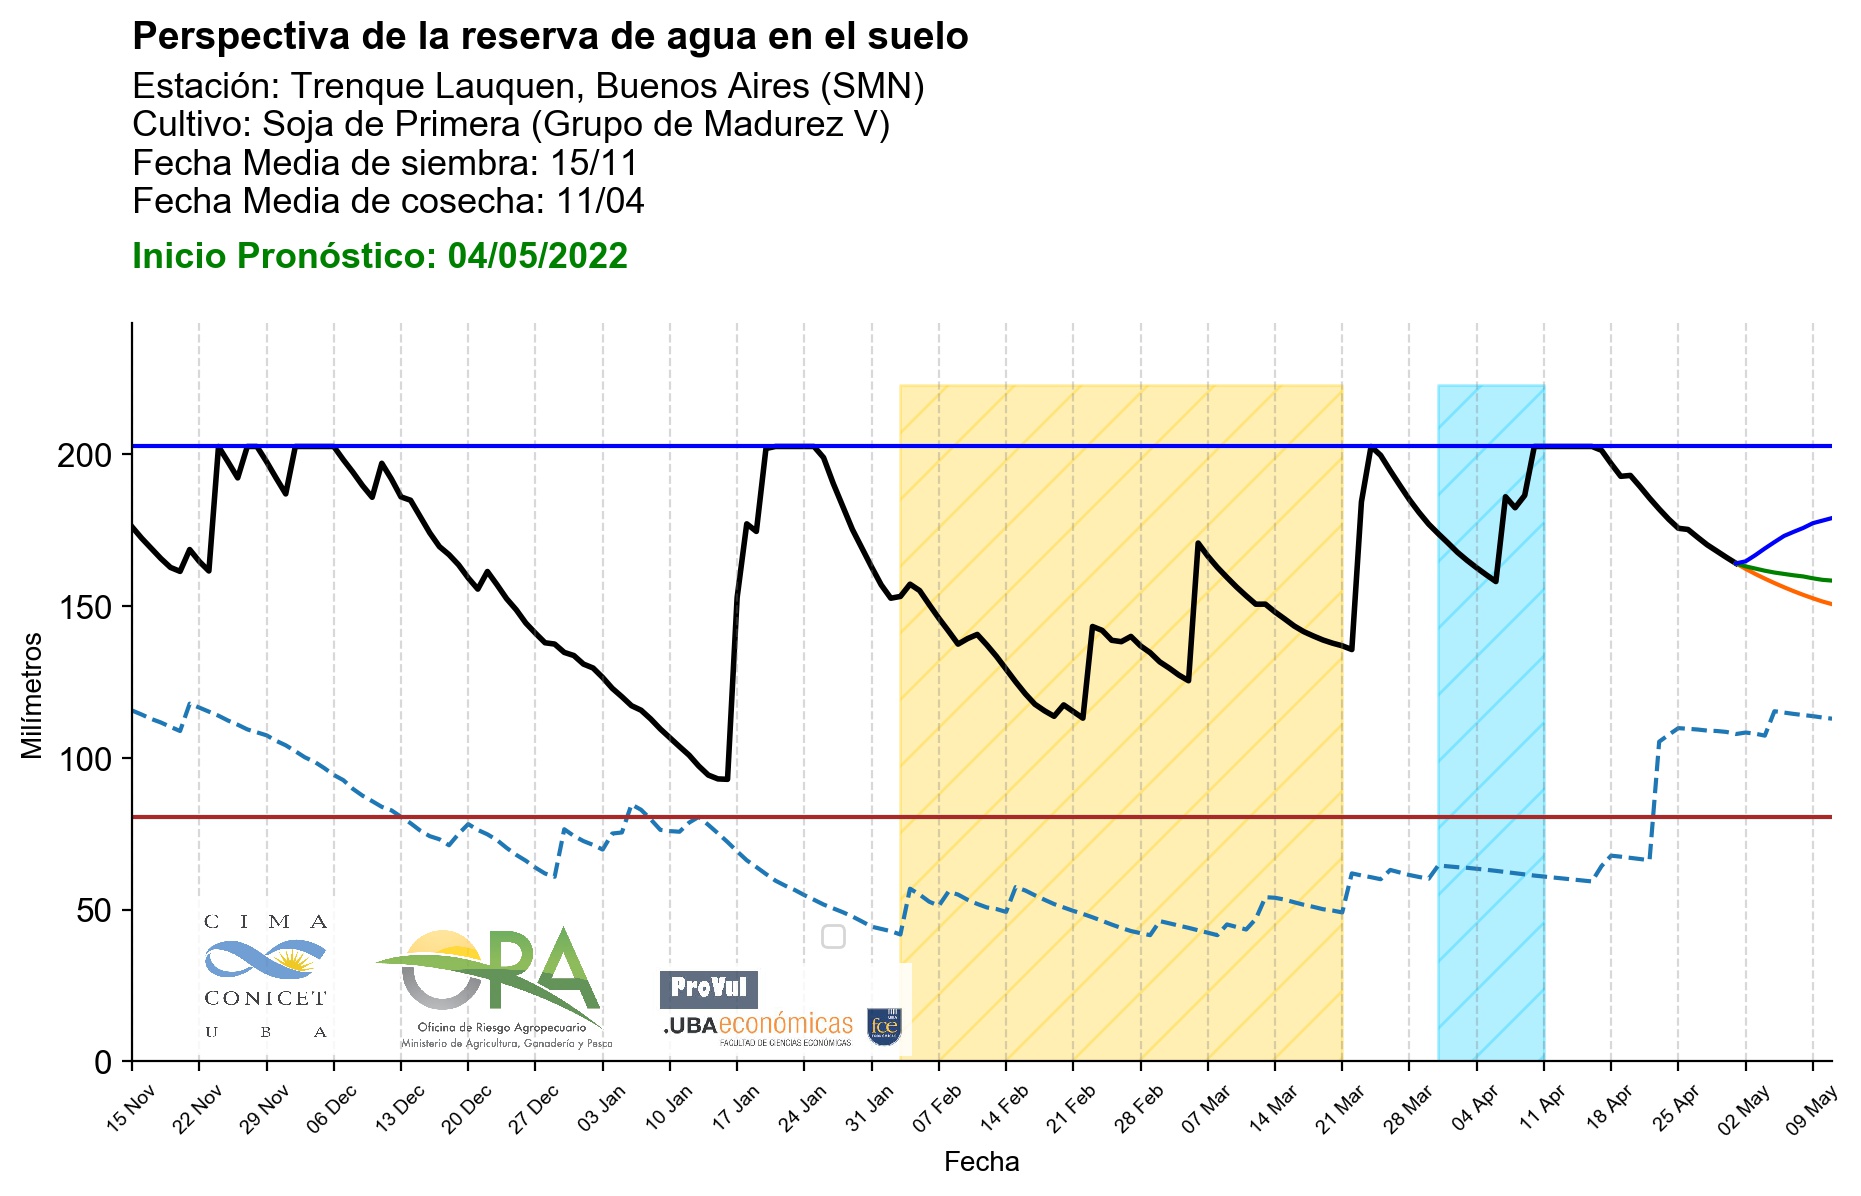 Perspectiva de la reserva de agua en el suelo
Estación: Trenque Lauquen, Buenos Aires (SMN)
Cultivo: Soja de Primera (Grupo de Madurez V)
Fecha Media de siembra: 15/11
Fecha Media de cosecha: 11/04
Inicio Pronóstico: 04/05/2022
Milímetros
200
150
100
50
0
C I M A
CONICET
U B A
ORA
Oficina de Riesgo Agropecuario
Ministerio de Agricultura, Ganadería y Pesca
ProVul
.UBAeconómicas
FACULTAD DE CIENCIAS ECONÓMICAS
fce
15 Nov
22 Nov
29 Nov
06 Dec
13 Dec
20 Dec
27 Dec
03 Jan
10 Jan
17 Jan
24 Jan
31 Jan
07 Feb
14 Feb
21 Feb
28 Feb
07 Mar
14 Mar
21 Mar
28 Mar
04 Apr
11 Apr
18 Apr
25 Apr
02 May
09 May
Fecha